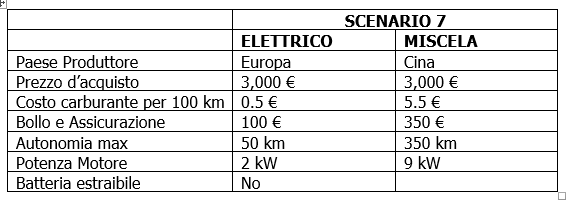 SCENARIO 7
ELETTRICO MISCELA
Paese Produttore Europa Cina
Prezzo d'acquisto 3,000 € 3,000 €
Costo carburante per 100 km 0.5 € 5.5 €
Bollo e Assicurazione 100 € 350 €
Autonomia max 50 km 350 km
Potenza Motore 2 kW 9 kW
Batteria estraibile No